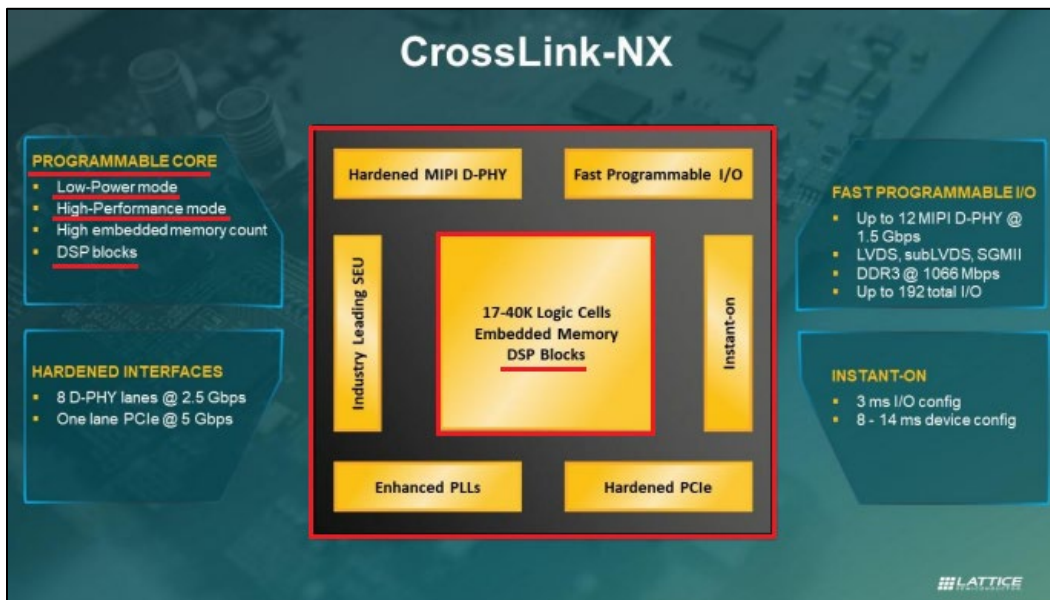 CrossLink-NX
PROGRAMMABLE CORE
▪ Low-Power mode
▪ High-Performance mode
▪ High embedded memory count
▪ DSP blocks
HARDENED INTERFACES
▪ 8 D-PHY lanes @ 2.5 Gbps
▪ One lane PCIe @ 5 Gbps
Hardened MIPI D-PHY
Fast Programmable I/O
Industry Leading SEU
17-40K Logic Cells
Embedded Memory
DSP Blocks
Instant-on
Enhanced PLLs
Hardened PCIe
FAST PROGRAMMABLE I/O
▪ Up to 12 MIPI D-PHY @
1.5 Gbps
▪ LVDS, subLVDS, SGMII
▪ DDR3 @ 1066 Mbps
▪ Up to 192 total I/O
INSTANT-ON
▪ 3 ms I/O config
▪ 8 - 14 ms device config
LATTICE
SEMICONDUCTOR